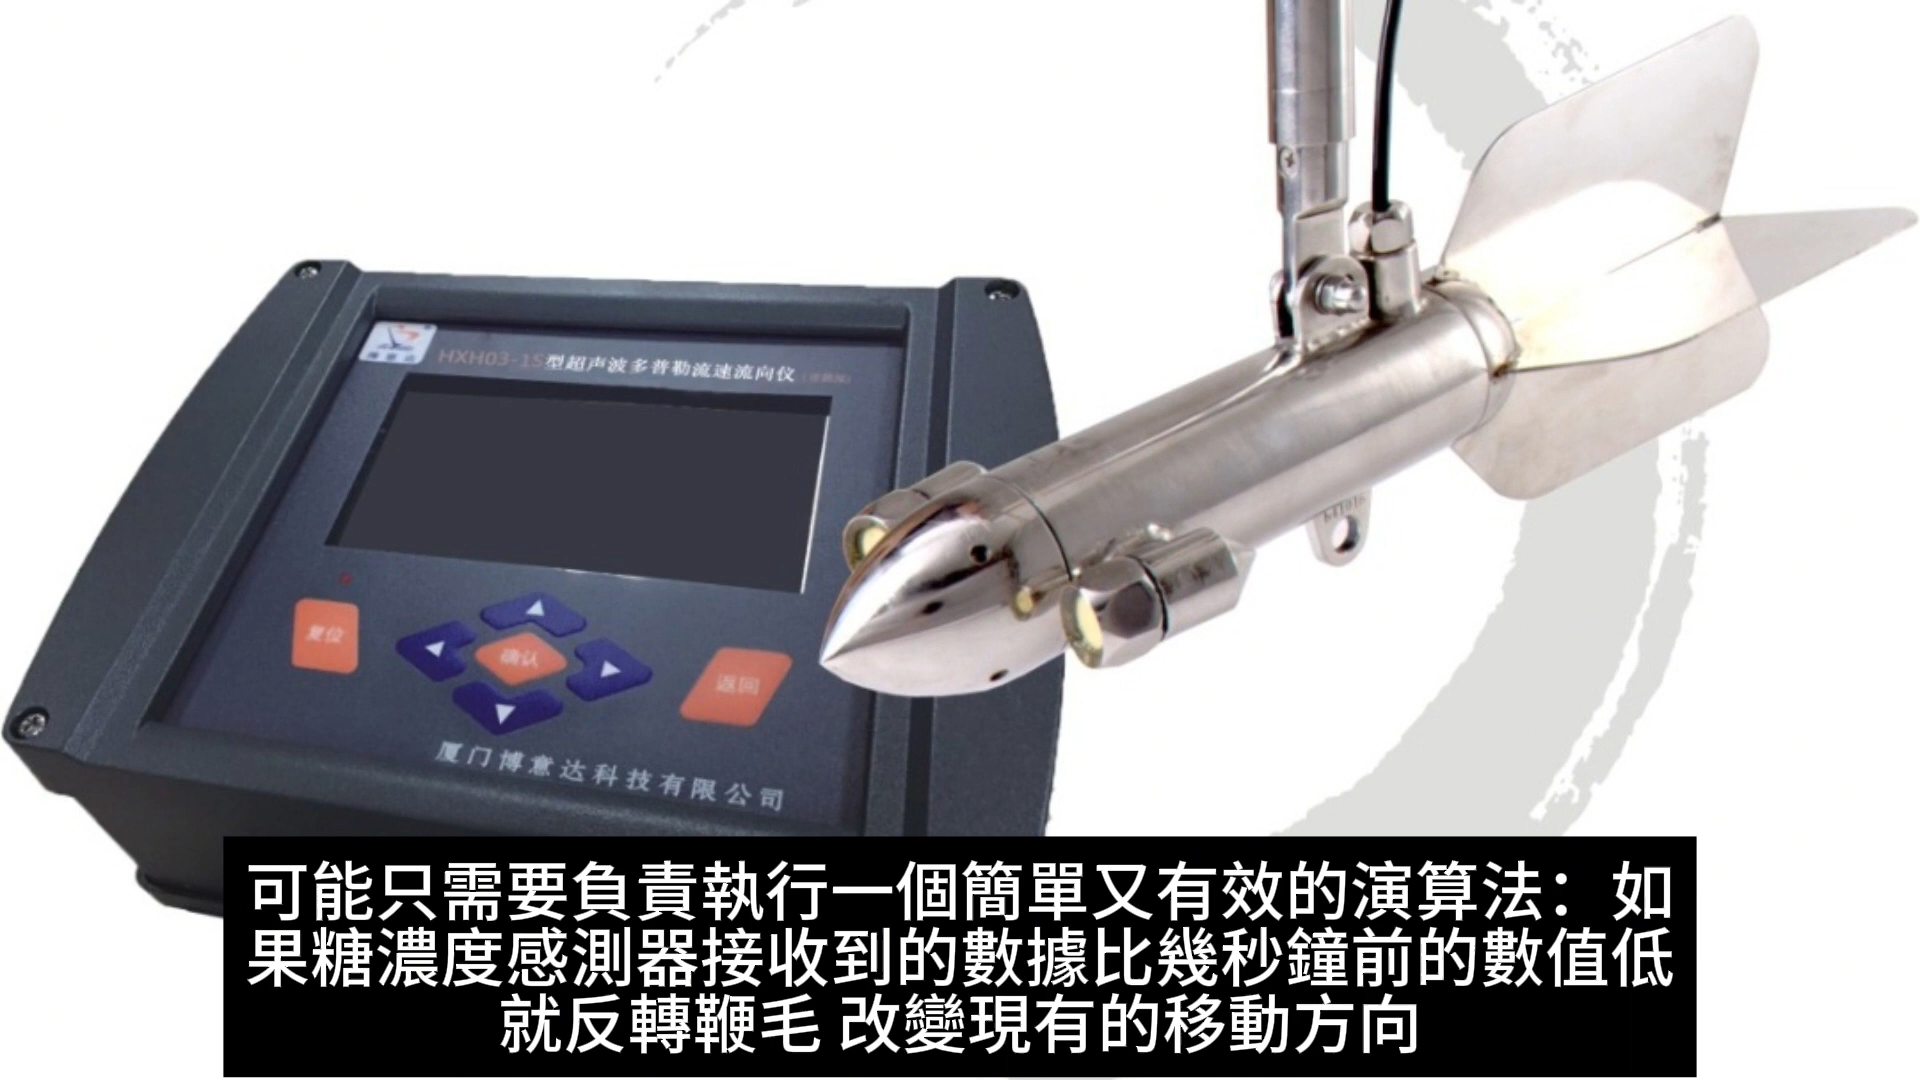 HXH03-1S型超声波多普勒流速流向仪
复位
确认
返回
厦门博意达科技有限公司
可能只需要負責執行一個簡單又有效的演算法：如
果糖濃度感測器接收到的數據比幾秒鐘前的數值低
就反轉鞭毛 改變現有的移動方向